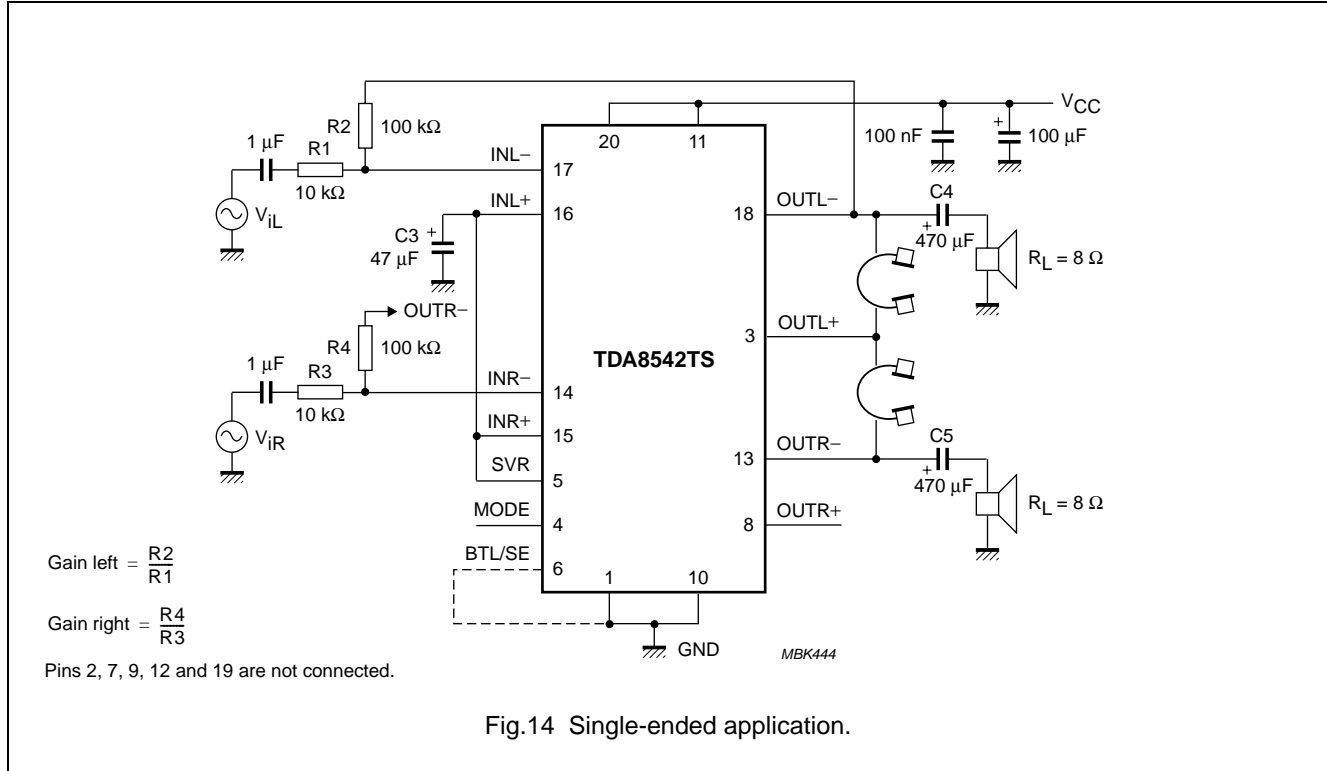 VCC
R2
100 kΩ
20
11
100 nF
+
100 μF
1 μF
R1
INL−
17
10 kΩ
INL+
16
OUTL−
18
C4
+
470 μF
ViL
C3
+
47 μF
RL = 8 Ω
OUTR−
OUTL+
3
TDA8542TS
R4
100 kΩ
1 μF
R3
INR−
14
10 kΩ
INR+
15
OUTR−
13
C5
+
470 μF
ViR
SVR
5
RL = 8 Ω
MODE
4
OUTR+
8
BTL/SE
6
1
10
Gain left = R2
R1
Gain right = R4
R3
GND
MBK444
Pins 2, 7, 9, 12 and 19 are not connected.
Fig.14 Single-ended application.